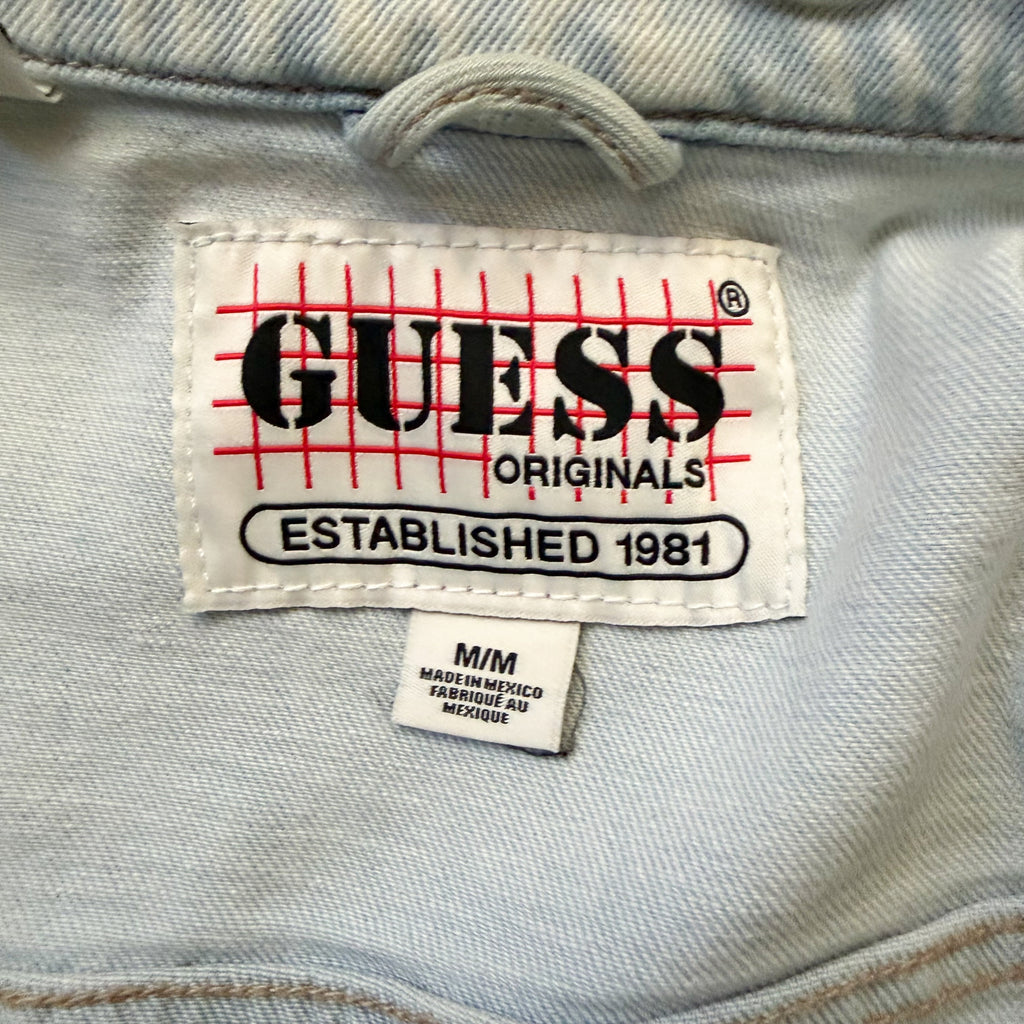 GUESS®
ORIGINALS
ESTABLISHED 1981
M/M
MADE IN MEXICO
FABRIQUÉ AU
MEXIQUE